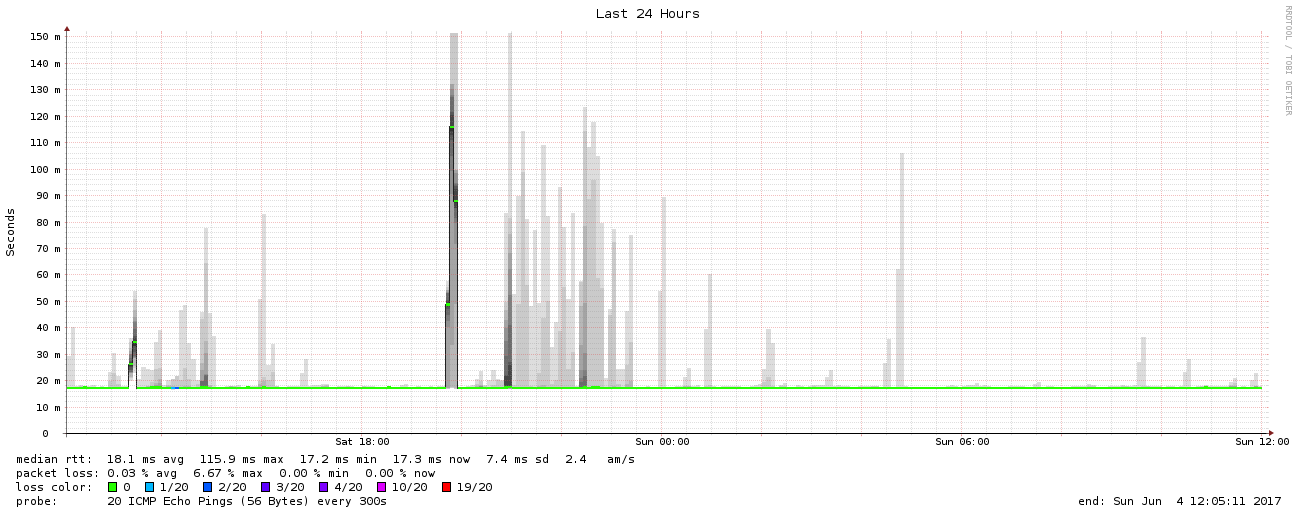 Last 24 Hours
RRDTOOL / TOBI OETIKER
Seconds
150 m
140 m
130 m
120 m
110 m
100 m
90 m
80 m
70 m
60 m
50 m
40 m
30 m
20 m
10 m
0
Sat 18:00 Sun 00:00 Sun 06:00 Sun 12:00
median rtt: 18.1 ms avg 115.9 ms max 17.2 ms min 17.3 ms now 7.4 ms sd 2.4 am/s
packet loss: 0.03 % avg 6.67 % max 0.00 % min 0.00 % now
loss color: 0 1/20 2/20 3/20 4/20 10/20 19/20
probe: 20 ICMP Echo Pings (56 Bytes) every 300s end: Sun Jun 4 12:05:11 2017